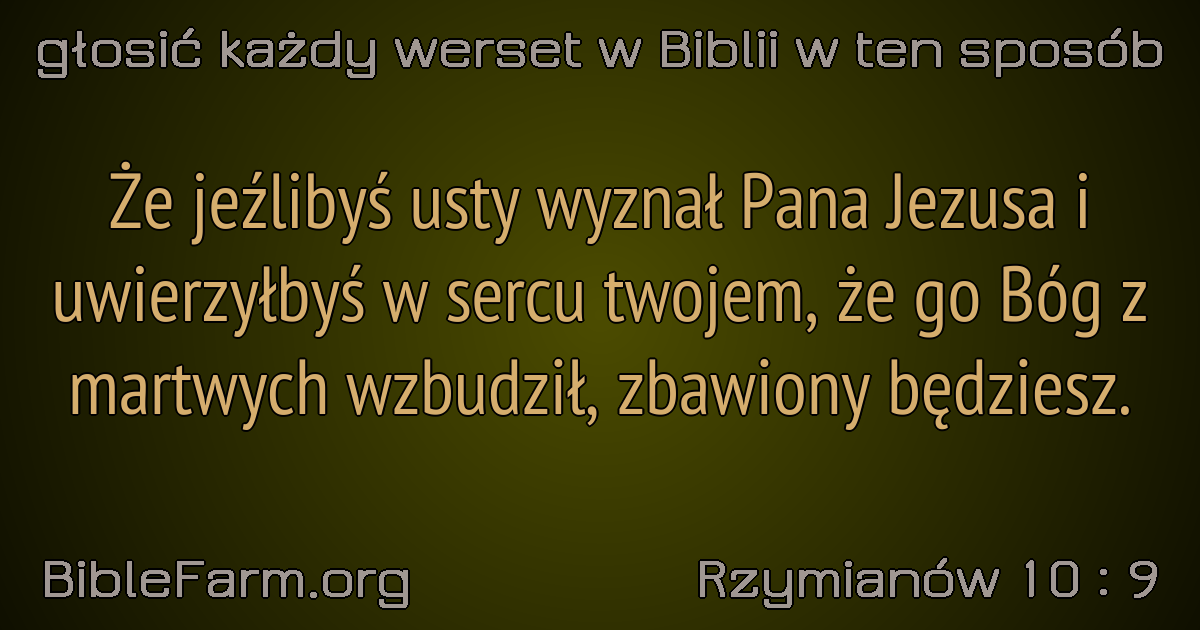 głosić każdy werset w Biblii w ten sposób
Że jeźlibyś usty wyznał Pana Jezusa i
uwierzyłbyś w sercu twojem, że go Bóg z
martwych wzbudził, zbawiony będziesz.
BibleFarm.org
Rzymianów 10 : 9